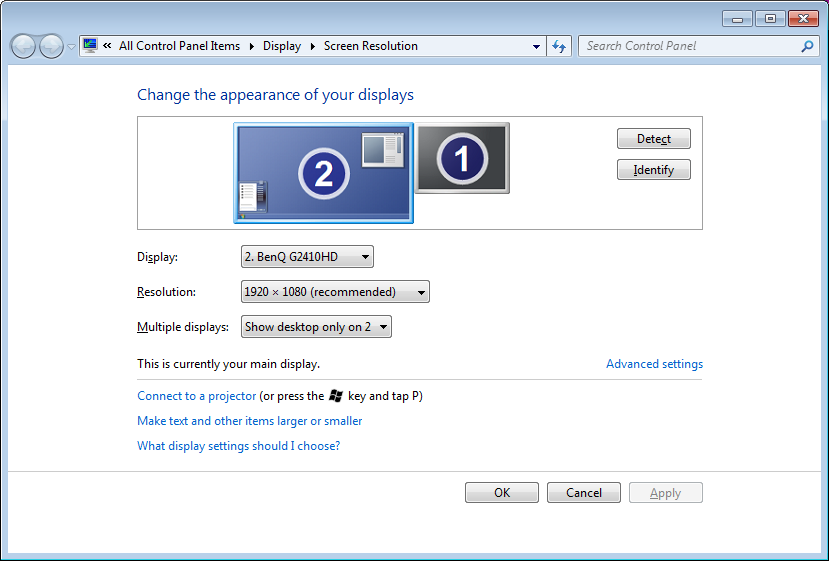 « All Control Panel Items ▸ Display ▸ Screen Resolution
Search Control Panel
Change the appearance of your displays
2
1
Detect
Identify
Display: 2. BenQ G2410HD
Resolution: 1920 × 1080 (recommended)
Multiple displays: Show desktop only on 2
This is currently your main display. Advanced settings
Connect to a projector (or press the key and tap P)
Make text and other items larger or smaller
What display settings should I choose?
OK Cancel Apply